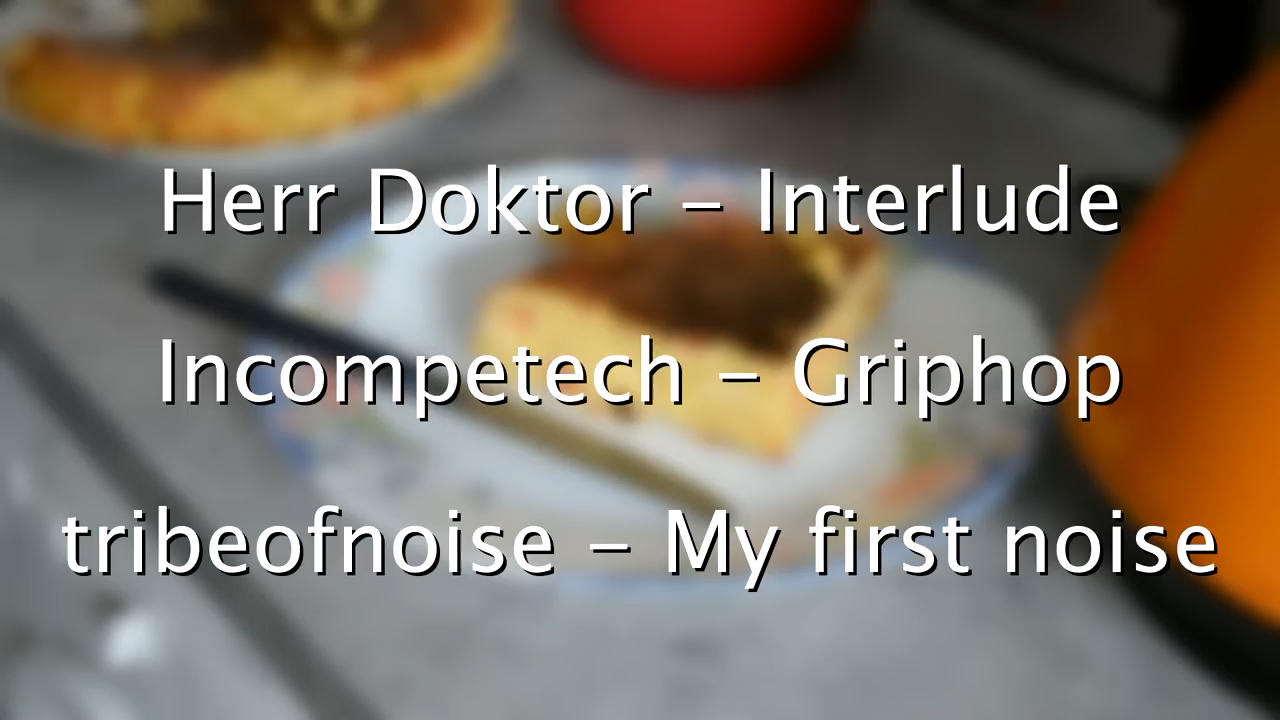 Herr Doktor – Interlude
Incompetech – Griphop
tribeofnoise – My first noise